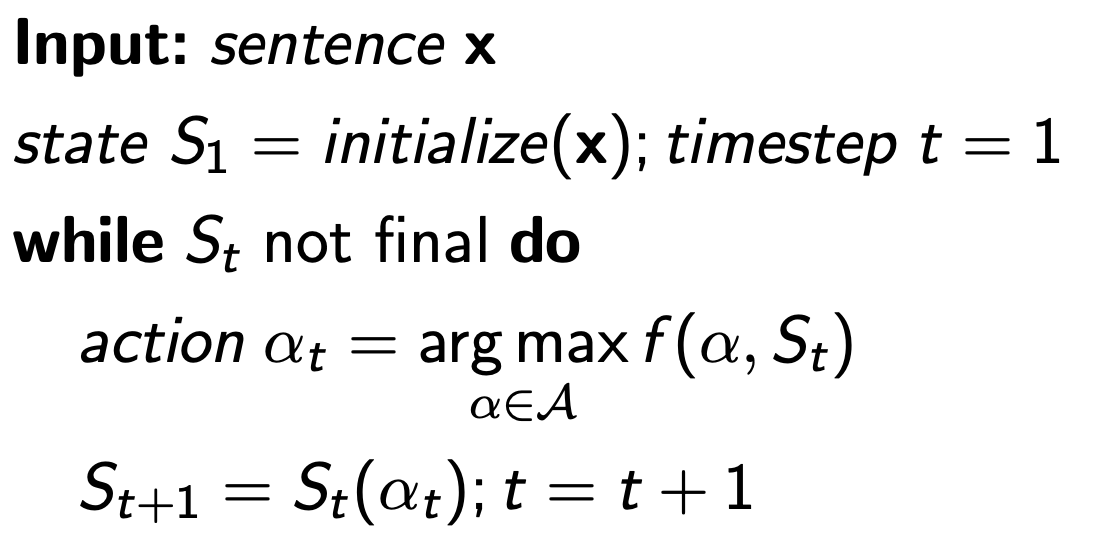 Input: sentence x
state S₁ = initialize(x); timestep t = 1
while Sₜ not final do
action αₜ = arg max f(α, Sₜ)
α∈𝒜
Sₜ₊₁ = Sₜ(αₜ); t = t + 1